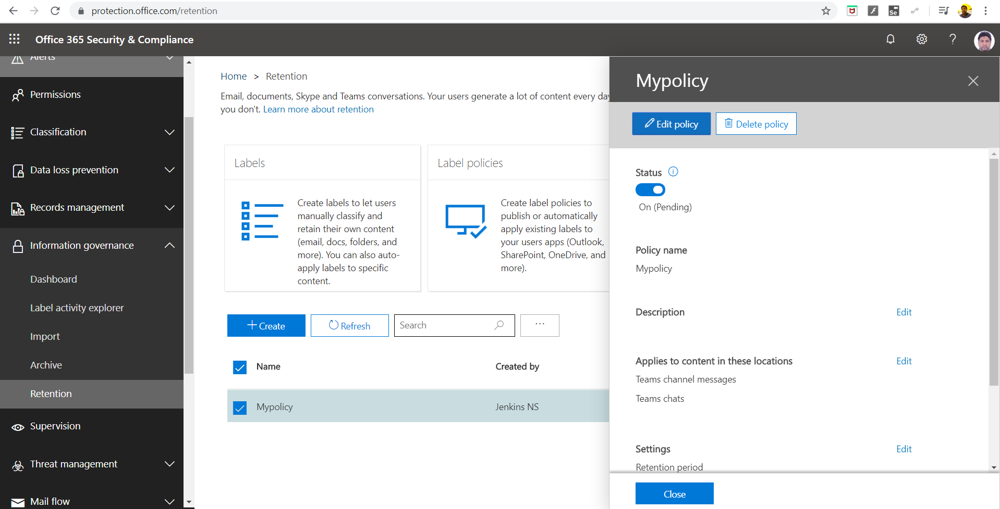 protection.office.com/retention
Se
Office 365 Security & Compliance
?
Alerts
Permissions
Classification
Data loss prevention
Records management
Information governance
Dashboard
Label activity explorer
Import
Archive
Retention
Supervision
Threat management
Mail flow
Home > Retention
Email, documents, Skype and Teams conversations. Your users generate a lot of content every day
you don't. Learn more about retention
Labels
Create labels to let users
manually classify and
retain their own content
(email, docs, folders, and
more). You can also auto-
apply labels to specific
content.
Label policies
Create label policies to
publish or automatically
apply existing labels to
your users apps (Outlook,
SharePoint, OneDrive, and
more).
Create
Refresh
Search
...
Name Created by
Mypolicy Jenkins NS
Mypolicy
Edit policy
Delete policy
Status
On (Pending)
Policy name
Mypolicy
Description Edit
Applies to content in these locations Edit
Teams channel messages
Teams chats
Settings Edit
Retention period
Close